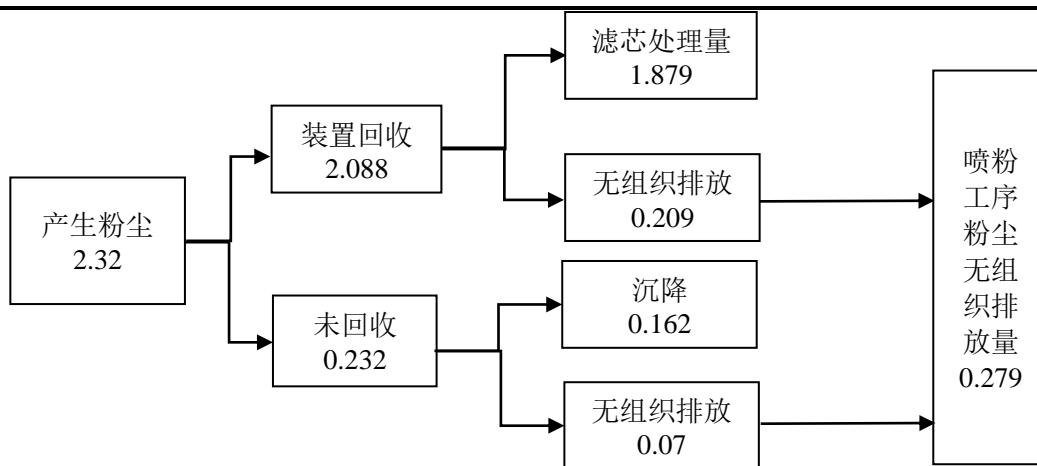 滤芯处理量
1.879
装置回收
2.088
无组织排放
0.209
产生粉尘
2.32
未回收
0.232
沉降
0.162
无组织排放
0.07
喷粉
工序
粉尘
无组
织排
放量
0.279